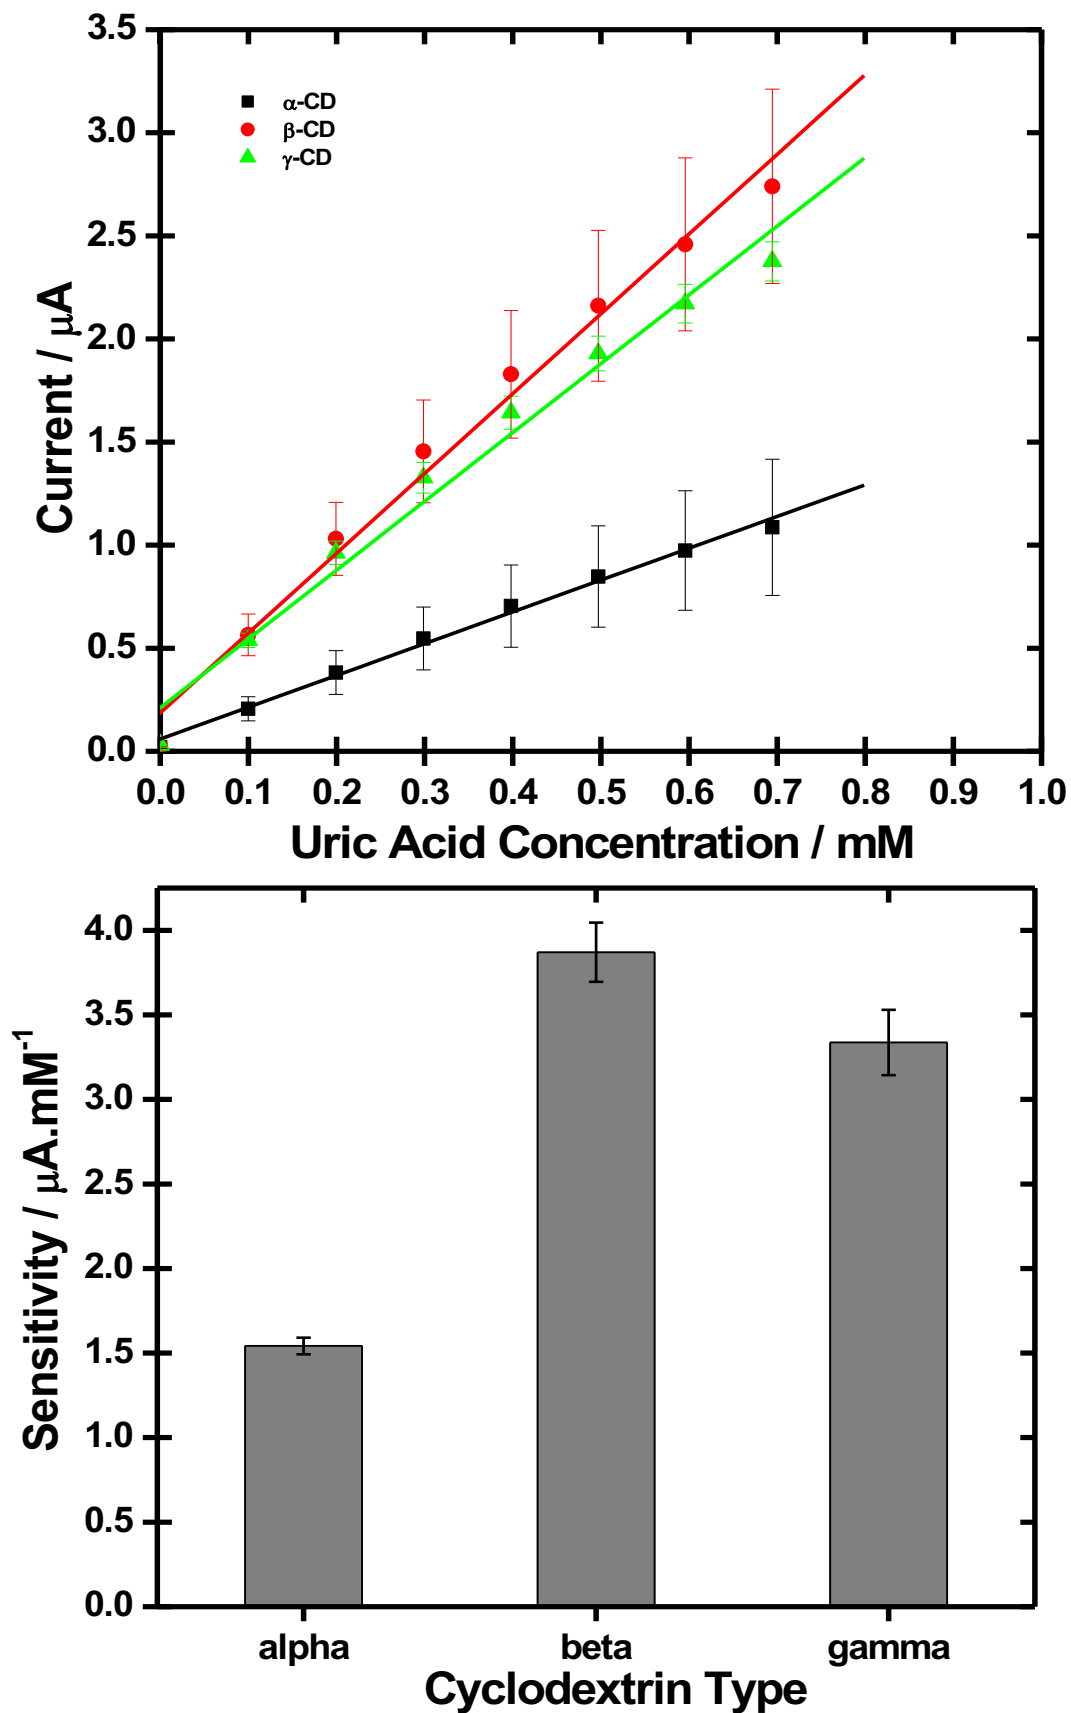 3.5
3.0
2.5
2.0
1.5
1.0
0.5
0.0
Current / μA
α-CD
β-CD
γ-CD
0.0 0.1 0.2 0.3 0.4 0.5 0.6 0.7 0.8 0.9 1.0
Uric Acid Concentration / mM
4.0
3.5
3.0
2.5
2.0
1.5
1.0
0.5
0.0
Sensitivity / μA.mM⁻¹
alpha beta gamma
Cyclodextrin Type